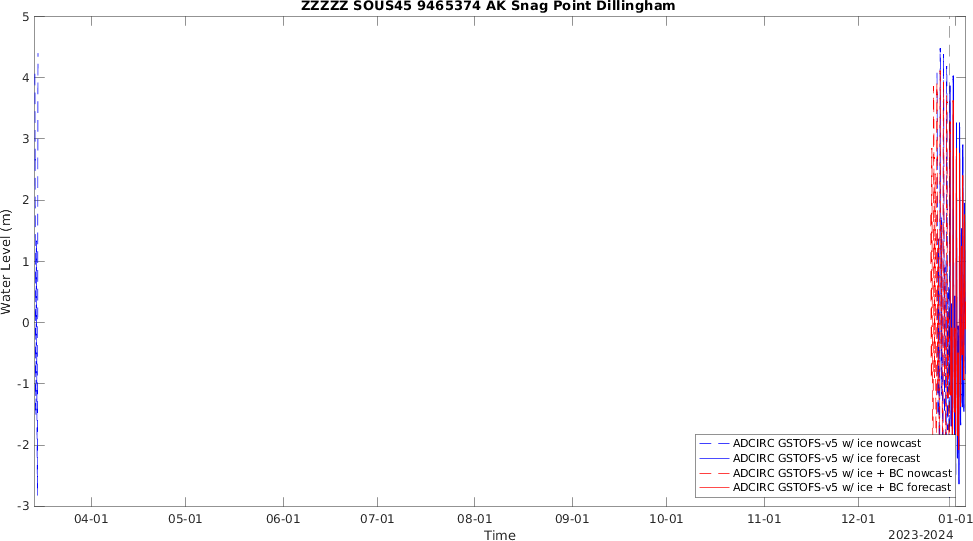 ZZZZZ SOUS45 9465374 AK Snag Point Dillingham
5
4
3
2
1
0
-1
-2
-3
Water Level (m)
ADCIRC GSTOFS-v5 w/ ice nowcast
ADCIRC GSTOFS-v5 w/ ice forecast
ADCIRC GSTOFS-v5 w/ ice + BC nowcast
ADCIRC GSTOFS-v5 w/ ice + BC forecast
04-01 05-01 06-01 07-01 08-01 09-01 10-01 11-01 12-01 01-01
Time
2023-2024